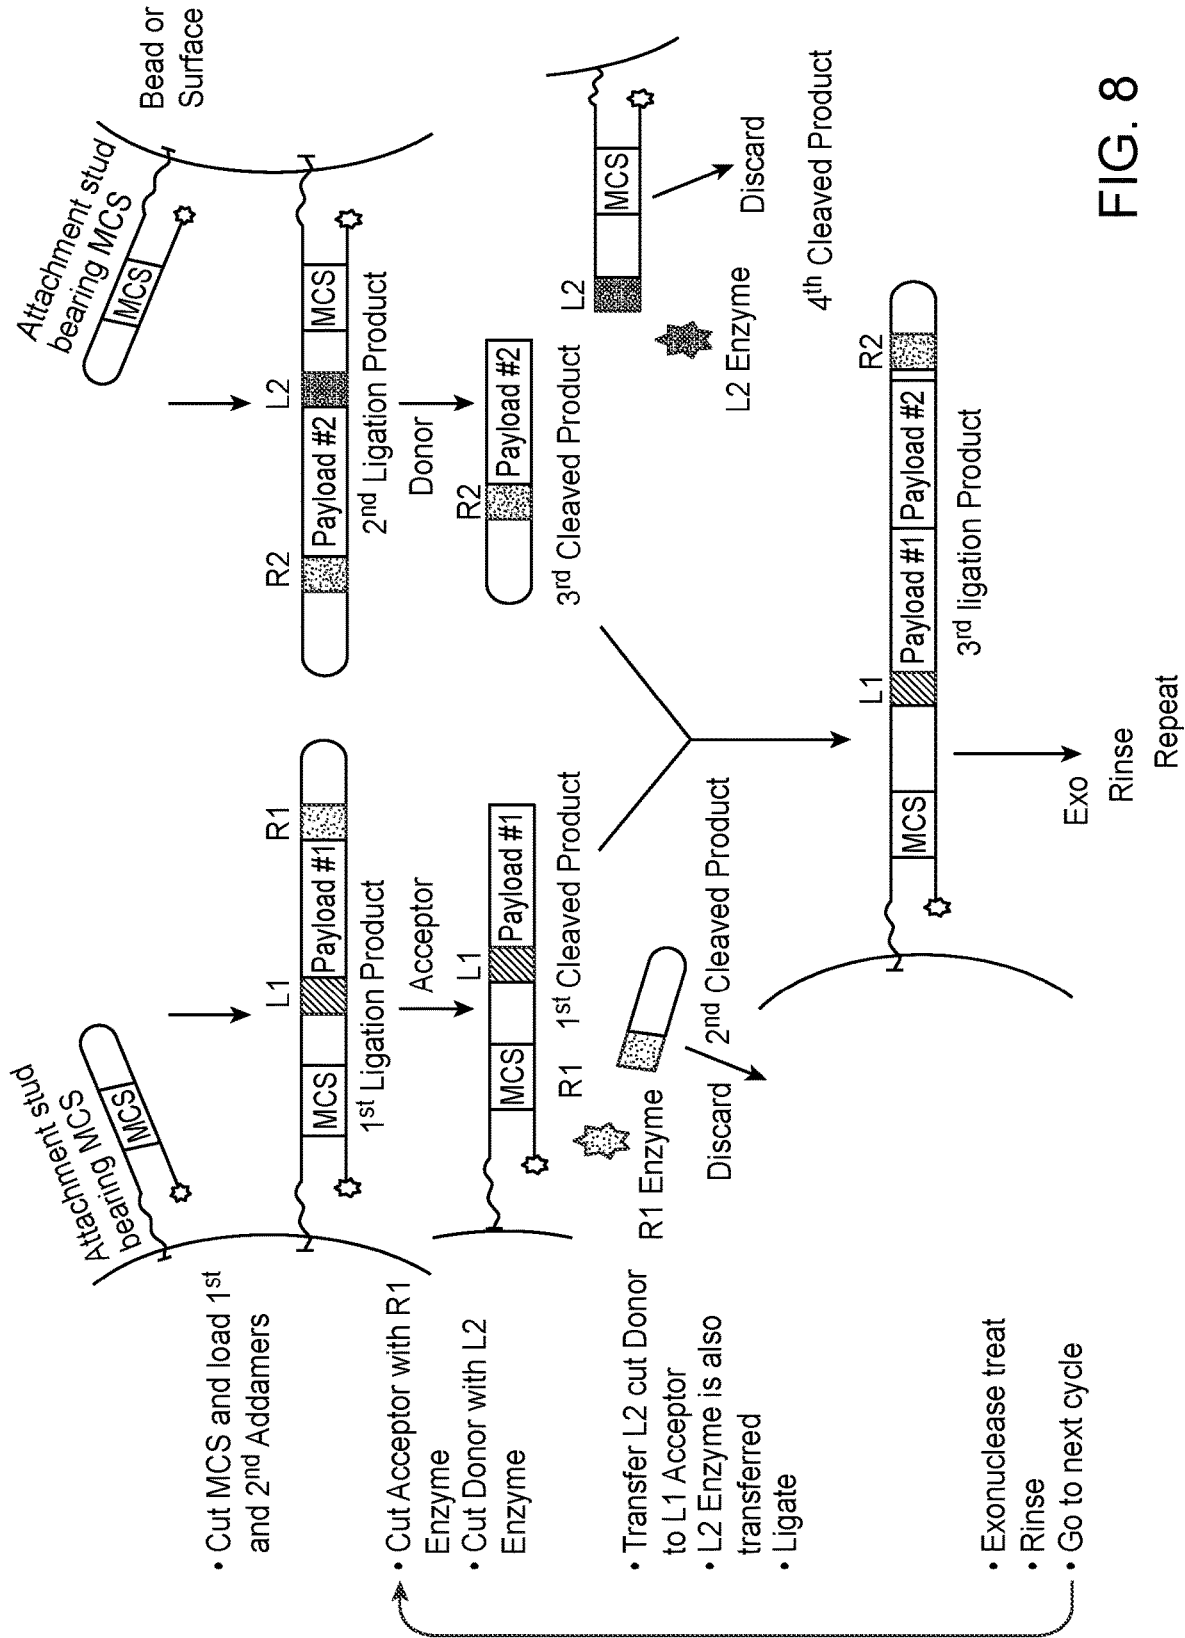 • Cut MCS and load 1st
and 2nd Addamers
• Cut Acceptor with R1
Enzyme
• Cut Donor with L2
Enzyme
• Transfer L2 cut Donor
to L1 Acceptor
• L2 Enzyme is also
transferred
• Ligate
• Exonuclease treat
• Rinse
• Go to next cycle
Attachment stud
bearing MCS
MCS
L1
R1
MCS
Payload #1
1st Ligation Product
Acceptor
L1
MCS
Payload #1
1st Cleaved Product
R1
R1 Enzyme
2nd Cleaved Product
Discard
Attachment stud
bearing MCS
MCS
Bead or
Surface
R2
L2
Payload #2
MCS
2nd Ligation Product
Donor
R2
Payload #2
3rd Cleaved Product
L2
MCS
L2 Enzyme
Discard
4th Cleaved Product
L1
R2
MCS
Payload #1
Payload #2
3rd ligation Product
Exo
Rinse
Repeat
FIG. 8